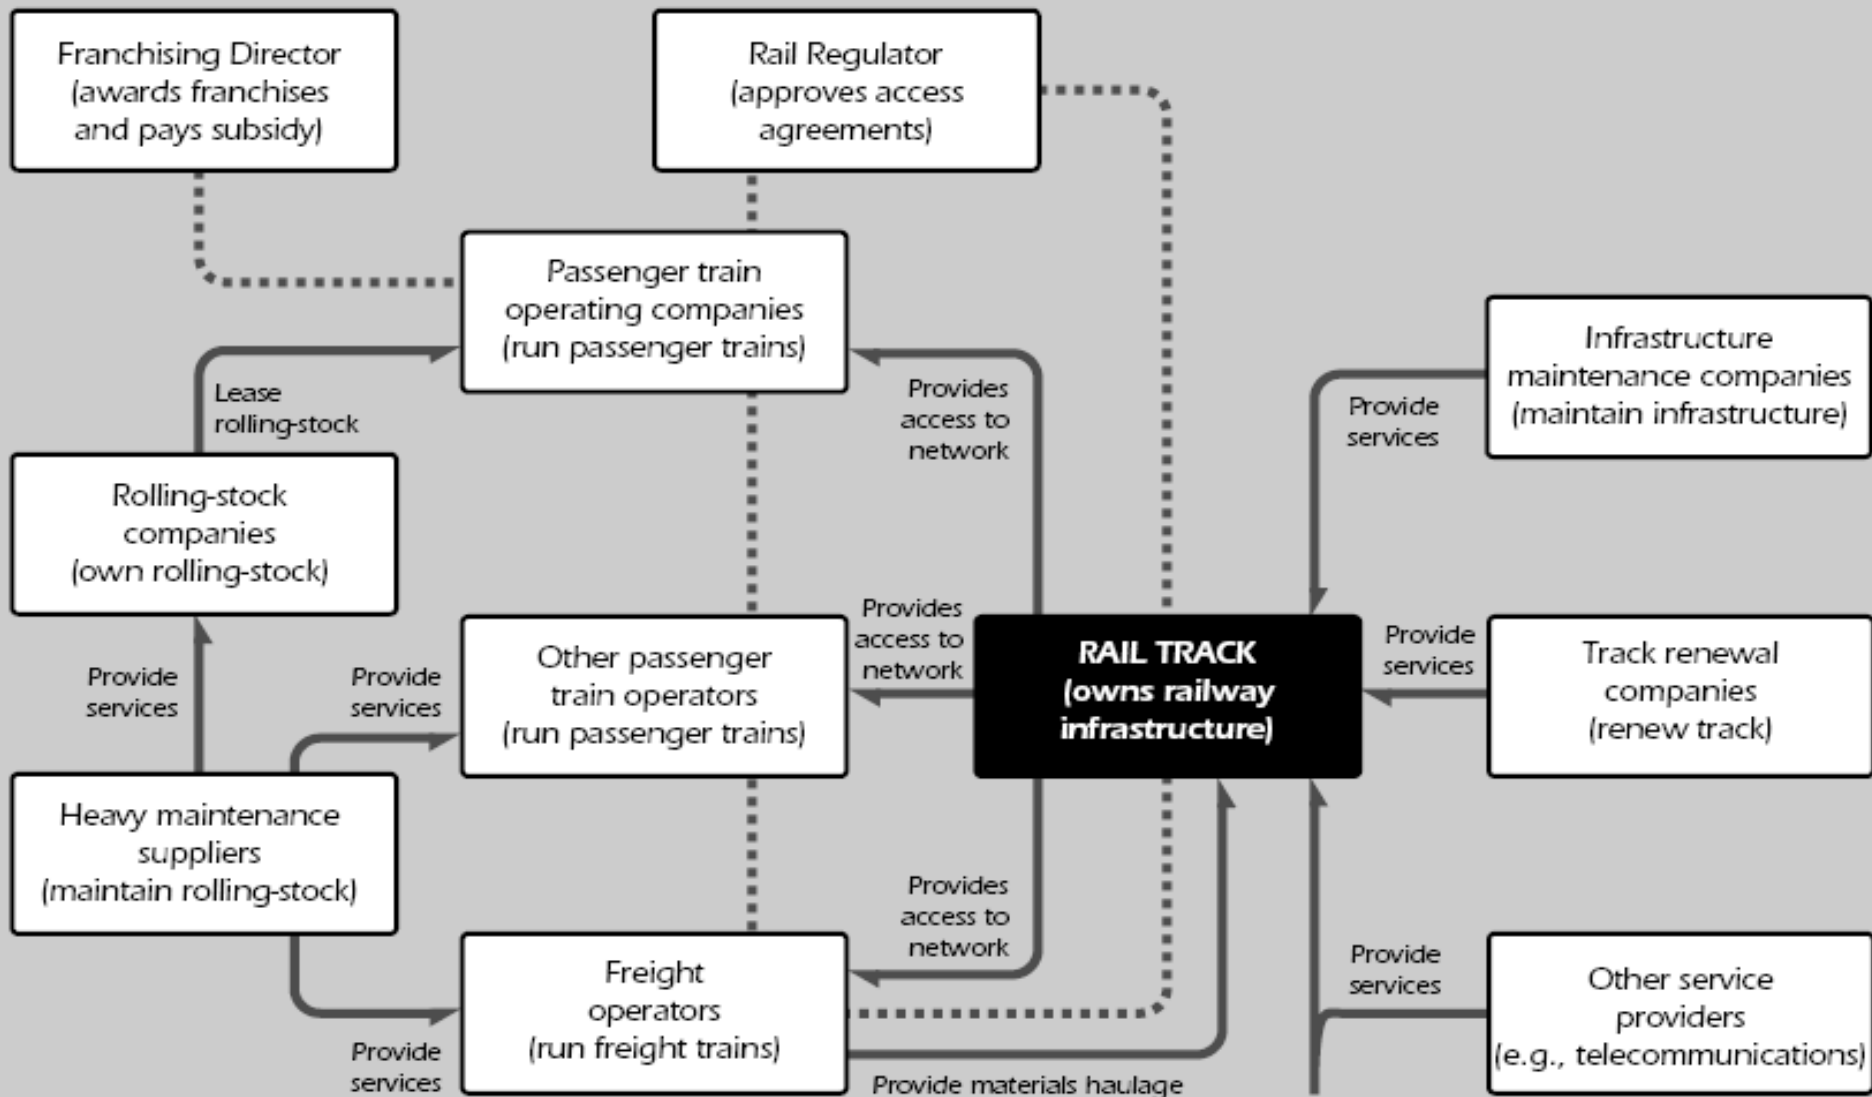 Franchising Director
(awards franchises
and pays subsidy)
Rail Regulator
(approves access
agreements)
Passenger train
operating companies
(run passenger trains)
Infrastructure
maintenance companies
(maintain infrastructure)
Lease
rolling-stock
Provides
access to
network
Provide
services
Rolling-stock
companies
(own rolling-stock)
Provide
services
Provide
services
Other passenger
train operators
(run passenger trains)
Provides
access to
network
RAIL TRACK
(owns railway
infrastructure)
Provide
services
Track renewal
companies
(renew track)
Heavy maintenance
suppliers
(maintain rolling-stock)
Provides
access to
network
Provide
services
Freight
operators
(run freight trains)
Other service
providers
(e.g., telecommunications)
Provide
services
Provide materials haulage